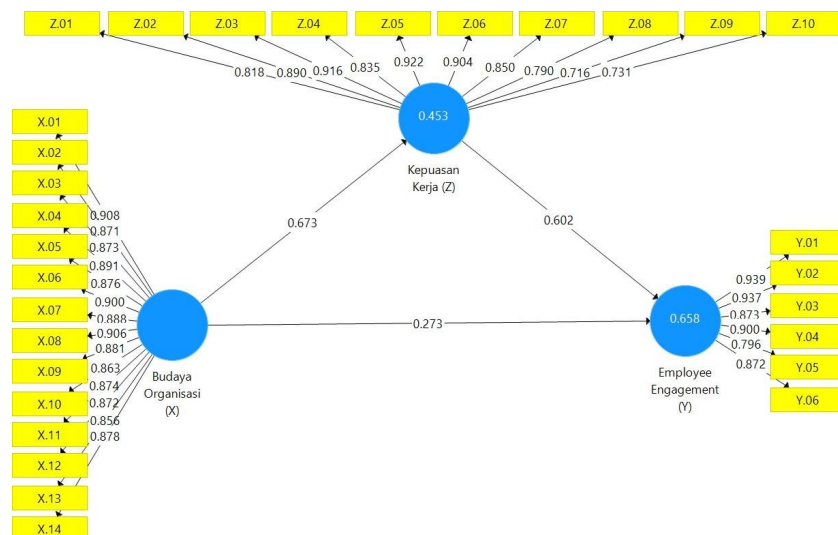 Z.01
Z.02
Z.03
Z.04
Z.05
Z.06
Z.07
Z.08
Z.09
Z.10
0.818
0.890
0.916
0.835
0.922
0.904
0.850
0.790
0.716
0.731
0.453
Kepuasan
Kerja (Z)
X.01
X.02
X.03
X.04
X.05
X.06
X.07
X.08
X.09
X.10
X.11
X.12
X.13
X.14
0.908
0.871
0.873
0.891
0.876
0.900
0.888
0.906
0.881
0.863
0.874
0.872
0.856
0.878
Budaya
Organisasi
(X)
0.673
0.602
0.273
0.658
Employee
Engagement
(Y)
0.939
0.937
0.873
0.900
0.796
0.872
Y.01
Y.02
Y.03
Y.04
Y.05
Y.06